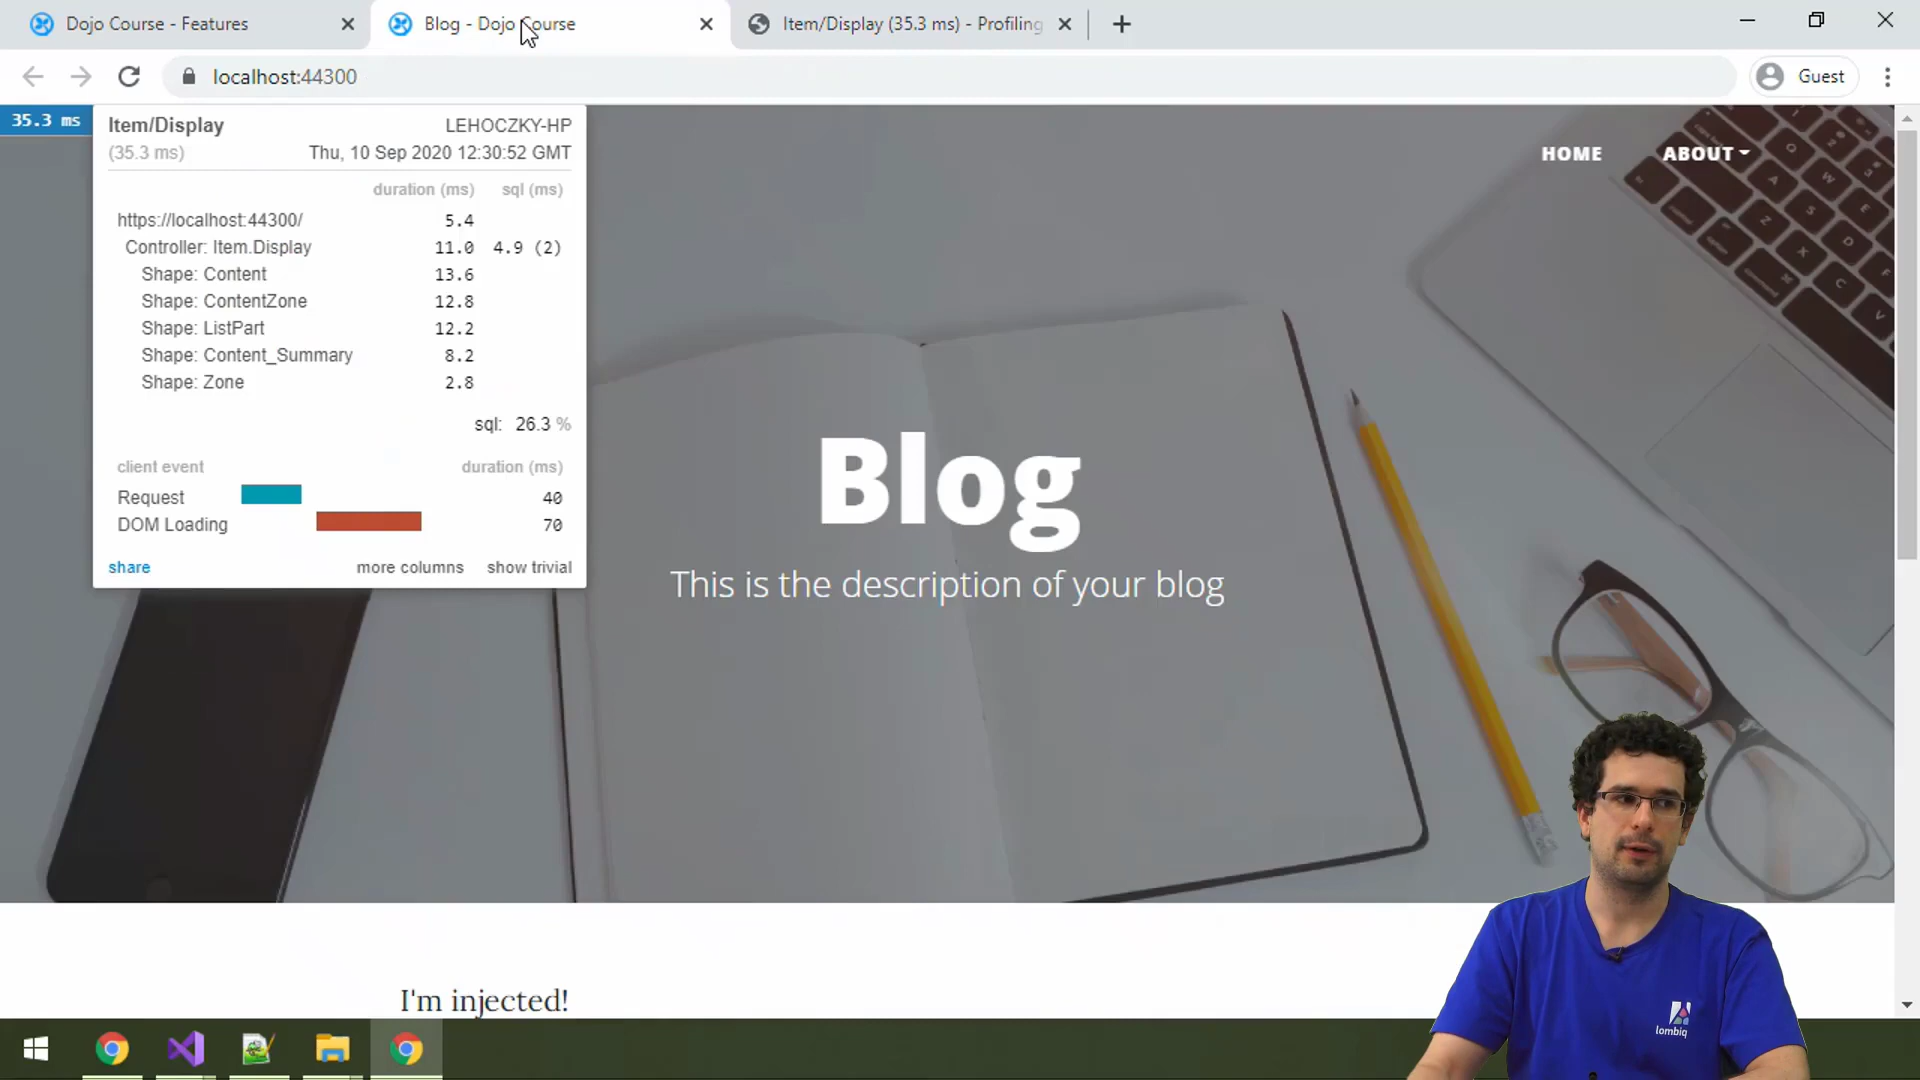 Dojo Course - Features
Blog - Dojo Course
Item/Display (35.3 ms) - Profiling
localhost:44300
Guest
35.3 ms
Item/Display
LEHOCZKY-HP
(35.3 ms)
Thu, 10 Sep 2020 12:30:52 GMT
duration (ms) sql (ms)
https://localhost:44300/ 5.4
Controller: Item.Display 11.0 4.9 (2)
Shape: Content 13.6
Shape: ContentZone 12.8
Shape: ListPart 12.2
Shape: Content_Summary 8.2
Shape: Zone 2.8
sql: 26.3 %
client event duration (ms)
Request 40
DOM Loading 70
share more columns show trivial
HOME ABOUT
Blog
This is the description of your blog
I'm injected!
lombiq